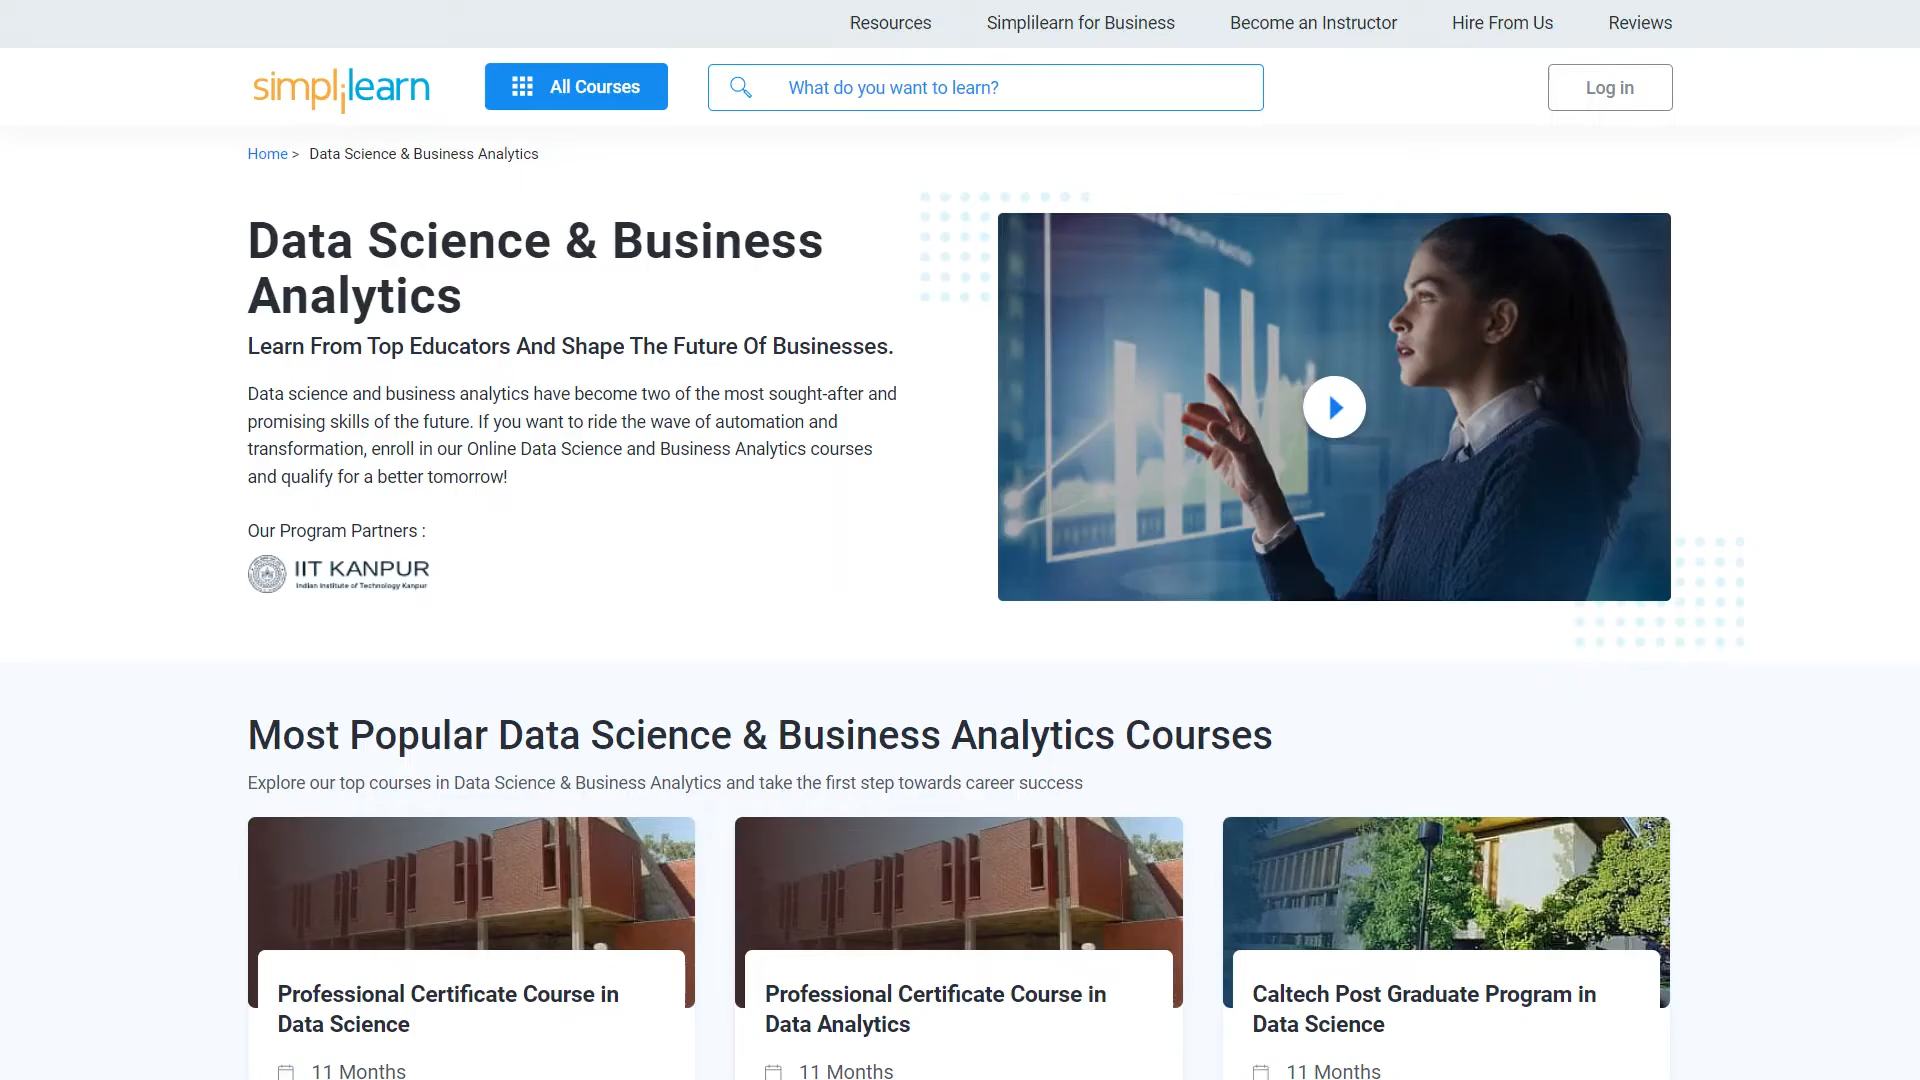 Resources Simplilearn for Business Become an Instructor Hire From Us Reviews
simplilearn All Courses What do you want to learn? Log in
Home > Data Science & Business Analytics
Data Science & Business
Analytics
Learn From Top Educators And Shape The Future Of Businesses.
Data science and business analytics have become two of the most sought-after and
promising skills of the future. If you want to ride the wave of automation and
transformation, enroll in our Online Data Science and Business Analytics courses
and qualify for a better tomorrow!
Our Program Partners :
IIT KANPUR
Indian Institute of Technology Kanpur
Most Popular Data Science & Business Analytics Courses
Explore our top courses in Data Science & Business Analytics and take the first step towards career success
Professional Certificate Course in
Data Science
11 Months
Professional Certificate Course in
Data Analytics
11 Months
Caltech Post Graduate Program in
Data Science
11 Months